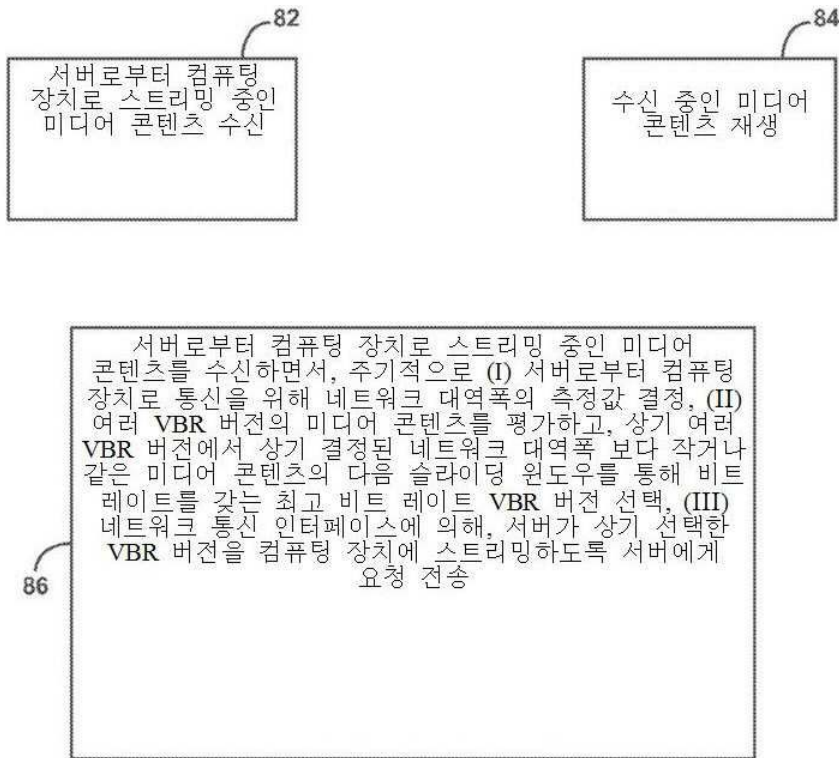 82
서버로부터 컴퓨팅
장치로 스트리밍 중인
미디어 콘텐츠 수신
84
수신 중인 미디어
콘텐츠 재생
서버로부터 컴퓨팅 장치로 스트리밍 중인 미디어
콘텐츠를 수신하면서, 주기적으로 (I) 서버로부터 컴퓨팅
장치로 통신을 위해 네트워크 대역폭의 측정값 결정, (II)
여러 VBR 버전의 미디어 콘텐츠를 평가하고, 상기 여러
VBR 버전에서 상기 결정된 네트워크 대역폭 보다 작거나
같은 미디어 콘텐츠의 다음 슬라이딩 윈도우를 통해 비트
레이트를 갖는 최고 비트 레이트 VBR 버전 선택, (III)
네트워크 통신 인터페이스에 의해, 서버가 상기 선택한
VBR 버전을 컴퓨팅 장치에 스트리밍하도록 서버에게
요청 전송
86